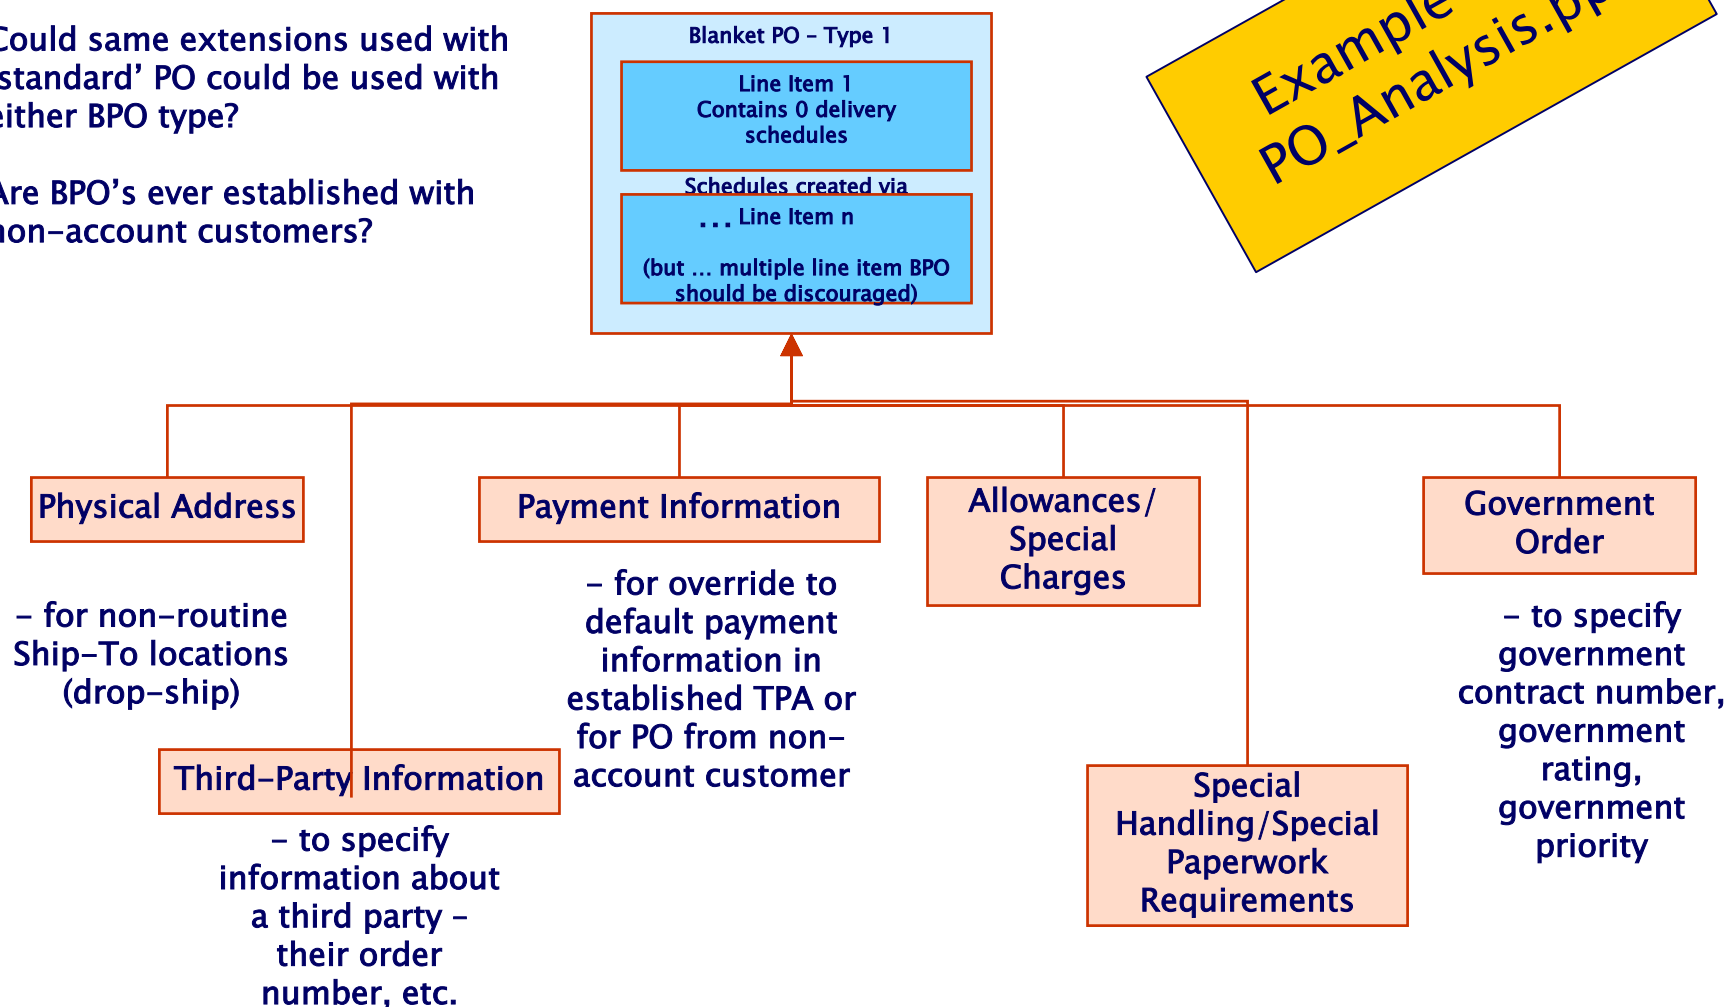 Could same extensions used with
standard’ PO could be used with
either BPO type?
Are BPO’s ever established with
non-account customers?
Blanket PO – Type 1
Line Item 1
Contains 0 delivery
schedules
Schedules created via
... Line Item n
(but ... multiple line item BPO
should be discouraged)
Example
PO_Analysis.pp
Physical Address
– for non-routine
Ship-To locations
(drop-ship)
Third-Party Information
– to specify
information about
a third party –
their order
number, etc.
Payment Information
– for override to
default payment
information in
established TPA or
for PO from non-
account customer
Allowances/
Special
Charges
Special
Handling/Special
Paperwork
Requirements
Government
Order
– to specify
government
contract number,
government
rating,
government
priority